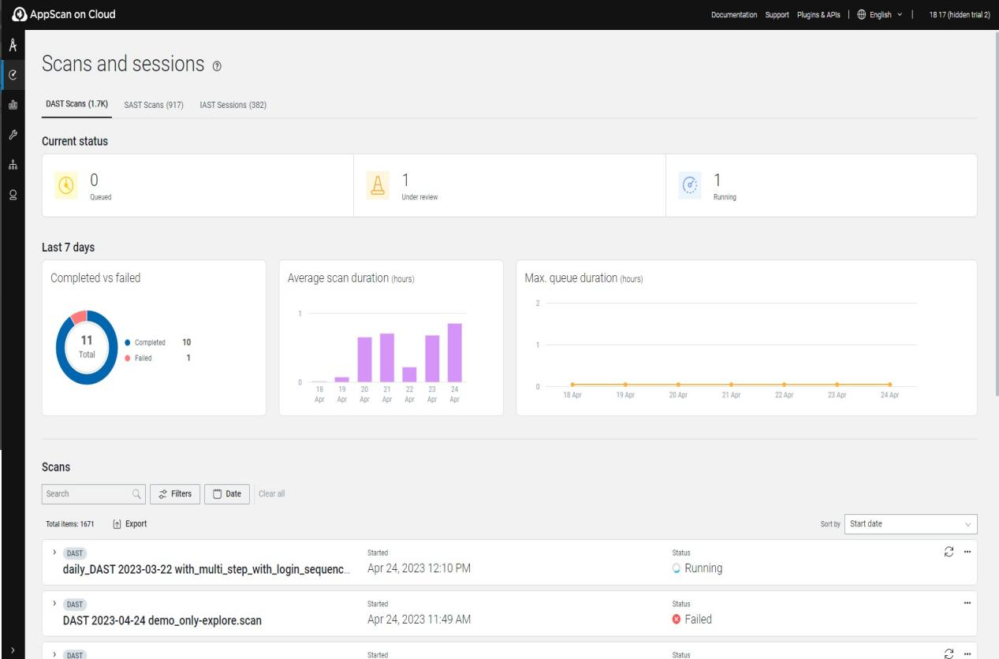 AppScan on Cloud
Documentation Support Plugins & APIs | English | 18 17 (hidden trial 2)
Scans and sessions
DAST Scans (1.7K) SAST Scans (917) IAST Sessions (382)
Current status
0
Queued
1
Under review
1
Running
Last 7 days
Completed vs failed
11
Total
Completed 10
Failed 1
Average scan duration (hours)
1
0
18 Apr 19 Apr 20 Apr 21 Apr 22 Apr 23 Apr 24 Apr
Max. queue duration (hours)
2
1
0
18 Apr 19 Apr 20 Apr 21 Apr 22 Apr 23 Apr 24 Apr
Scans
Search Filters Date Clear all
Total items: 1671 Export Sort by Start date
DAST Started Status
daily_DAST 2023-03-22 with_multi_step_with_login_sequenc... Apr 24, 2023 12:10 PM Running
DAST Started Status
DAST 2023-04-24 demo_only-explore.scan Apr 24, 2023 11:49 AM Failed
DAST Started Status